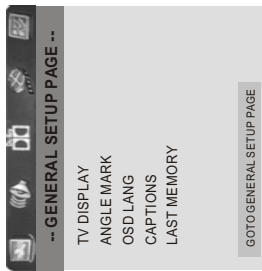 -- GENERAL SETUP PAGE --
TV DISPLAY
ANGLE MARK
OSD LANG
CAPTIONS
LAST MEMORY
GOTO GENERAL SETUP PAGE